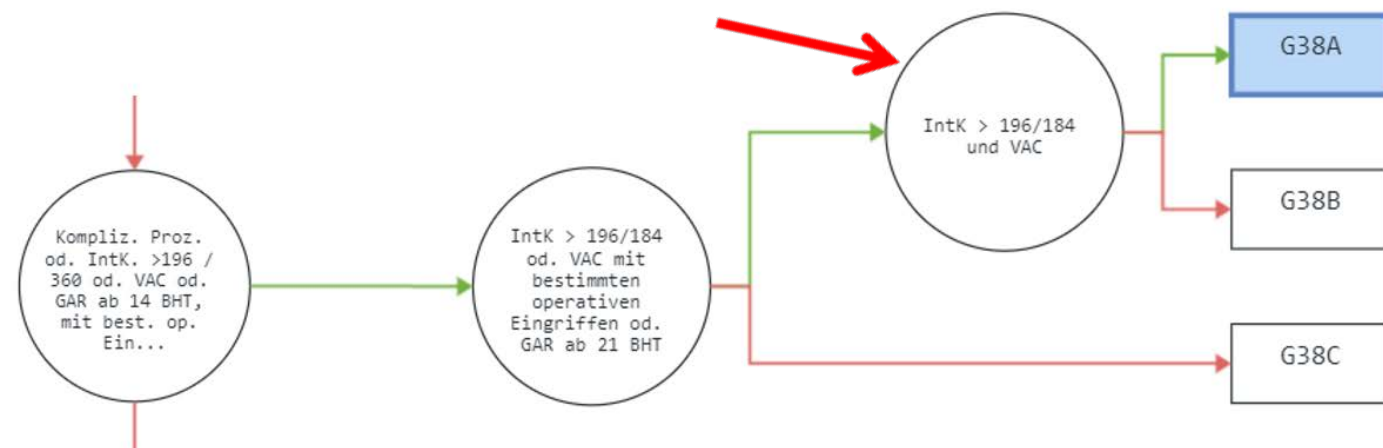 Kompliz. Proz.
od. IntK. >196 /
360 od. VAC od.
GAR ab 14 BHT,
mit best. op.
Ein...
IntK > 196/184
od. VAC mit
bestimmten
operativen
Eingriffen od.
GAR ab 21 BHT
IntK > 196/184
und VAC
G38A
G38B
G38C